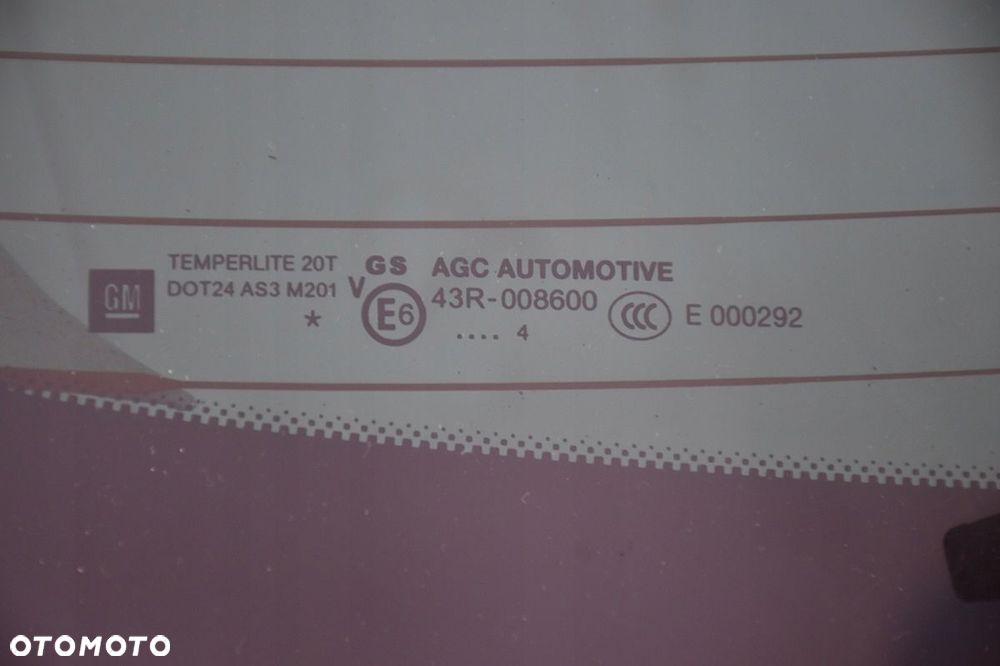 GM
TEMPERLITE 20T
DOT24 AS3 M201
*
V
GS
E6
AGC AUTOMOTIVE
43R-008600
.... 4
CCC
E 000292
OTOMOTO